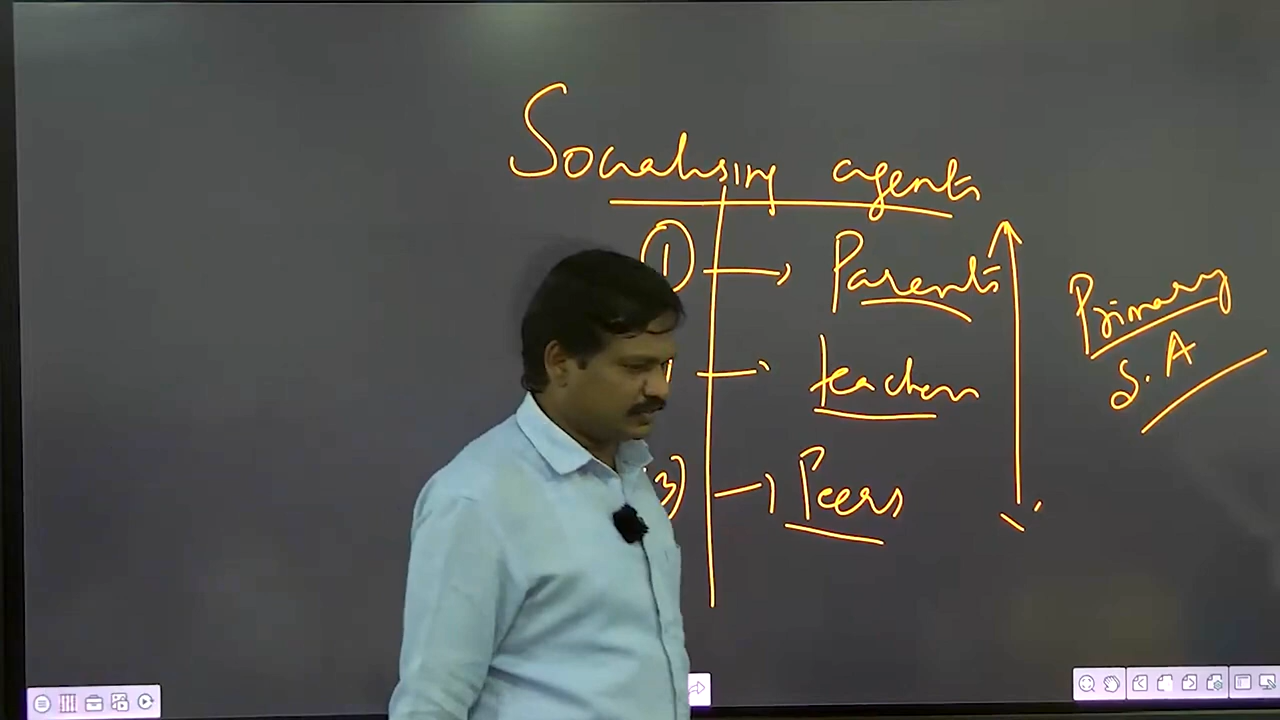 Socialising agents
① Parents
teachers
3) Peers
Primary
S.A